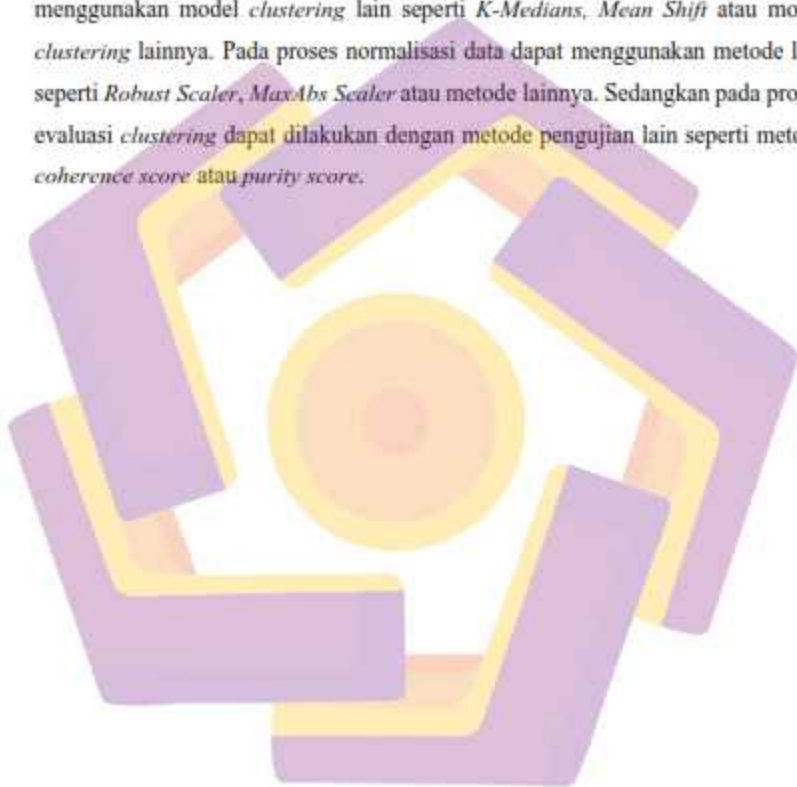 menggunakan model clustering lain seperti K-Medians, Mean Shift atau mo
clustering lainnya. Pada proses normalisasi data dapat menggunakan metode l
seperti Robust Scaler, MaxAbs Scaler atau metode lainnya. Sedangkan pada pro
evaluasi clustering dapat dilakukan dengan metode pengujian lain seperti meto
coherence score atau purity score.